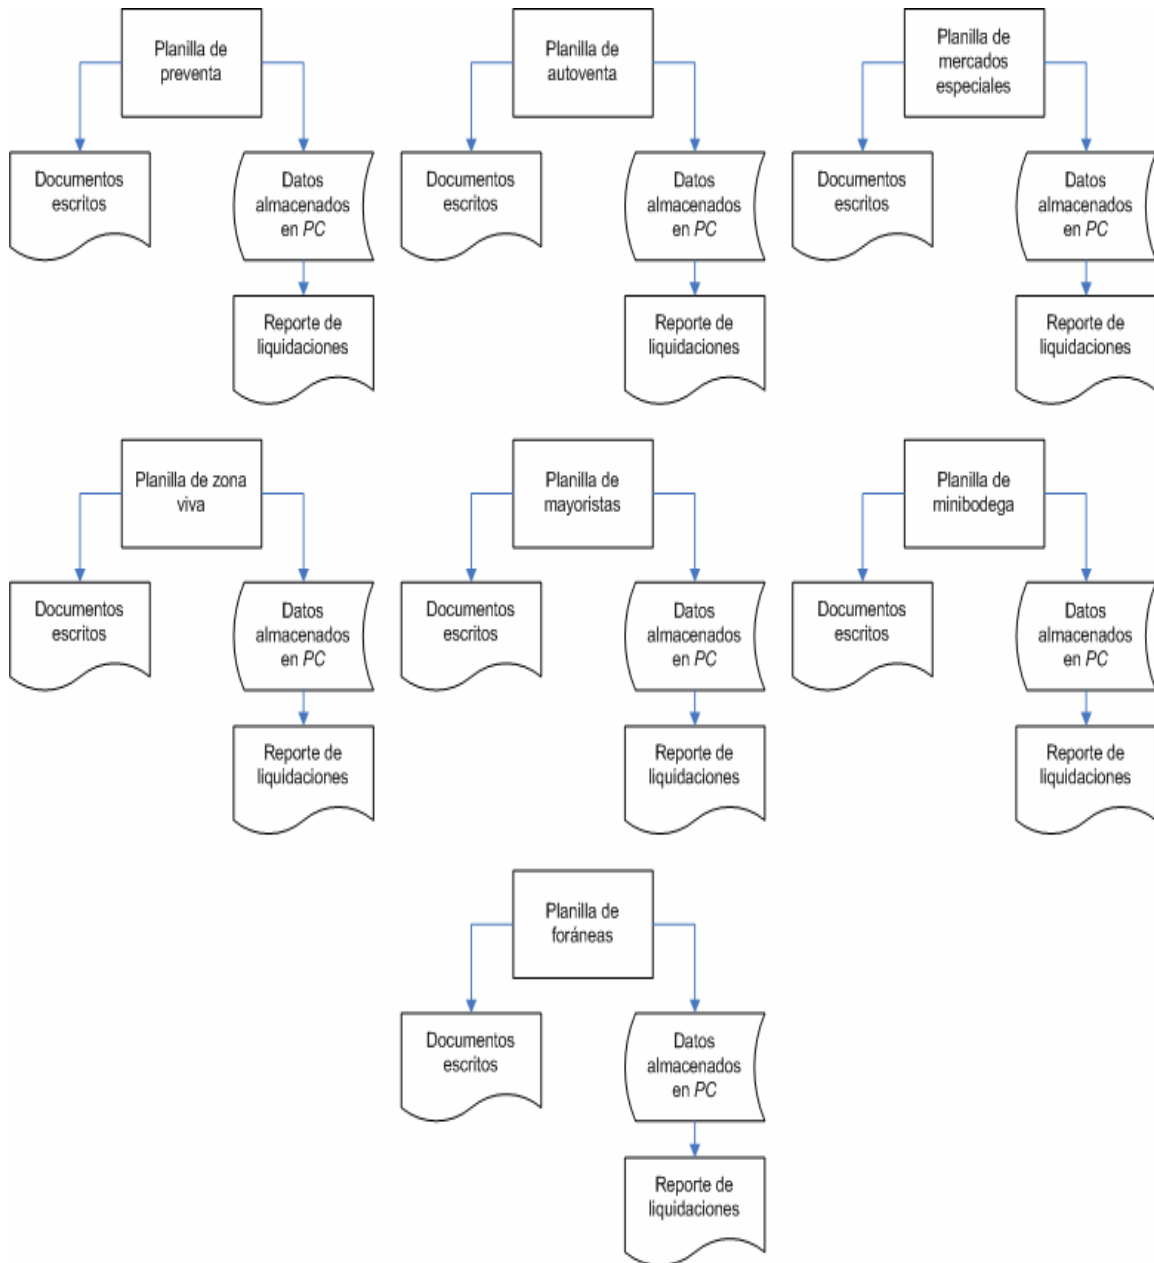 Planilla de
preventa
Planilla de
autoventa
Planilla de
mercados
especiales
Documentos
escritos
Datos
almacenados
en PC
Documentos
escritos
Datos
almacenados
en PC
Documentos
escritos
Datos
almacenados
en PC
Reporte de
liquidaciones
Reporte de
liquidaciones
Reporte de
liquidaciones
Planilla de zona
viva
Planilla de
mayoristas
Planilla de
minibodega
Documentos
escritos
Datos
almacenados
en PC
Documentos
escritos
Datos
almacenados
en PC
Documentos
escritos
Datos
almacenados
en PC
Reporte de
liquidaciones
Reporte de
liquidaciones
Reporte de
liquidaciones
Planilla de
foráneas
Documentos
escritos
Datos
almacenados
en PC
Reporte de
liquidaciones